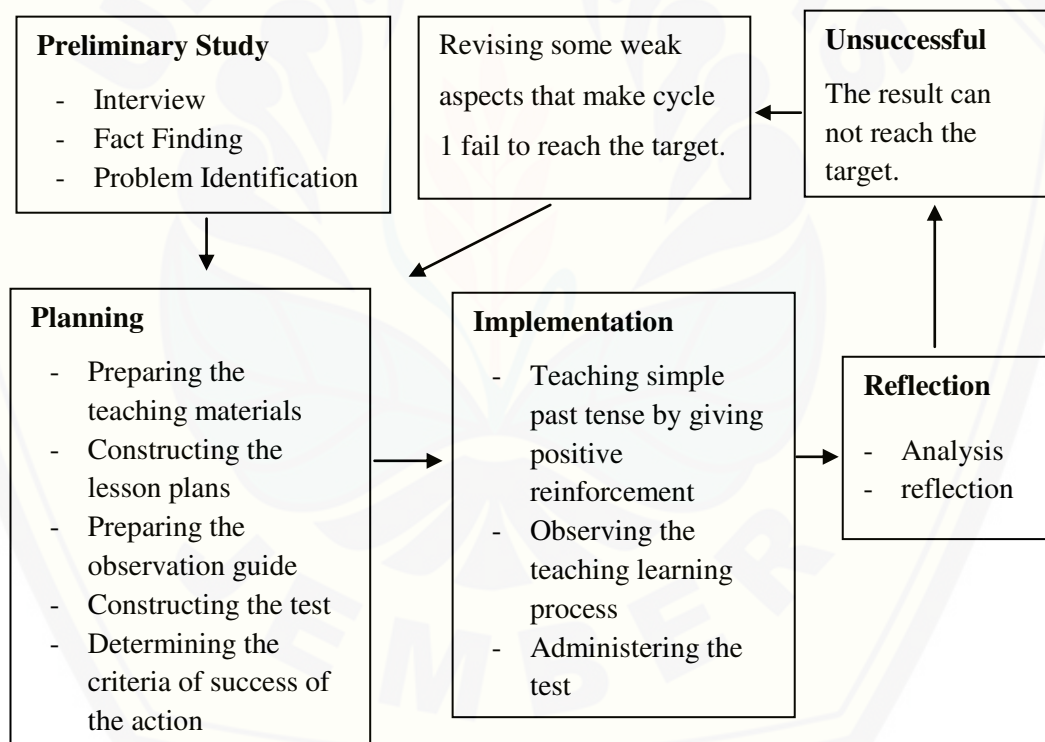 Preliminary Study
- Interview
- Fact Finding
- Problem Identification
Revising some weak
aspects that make cycle
1 fail to reach the target.
Unsuccessful
The result can
not reach the
target.
Planning
- Preparing the
teaching materials
- Constructing the
lesson plans
- Preparing the
observation guide
- Constructing the test
- Determining the
criteria of success of
the action
Implementation
- Teaching simple
past tense by giving
positive
reinforcement
- Observing the
teaching learning
process
- Administering the
test
Reflection
- Analysis
- reflection
JEMBER